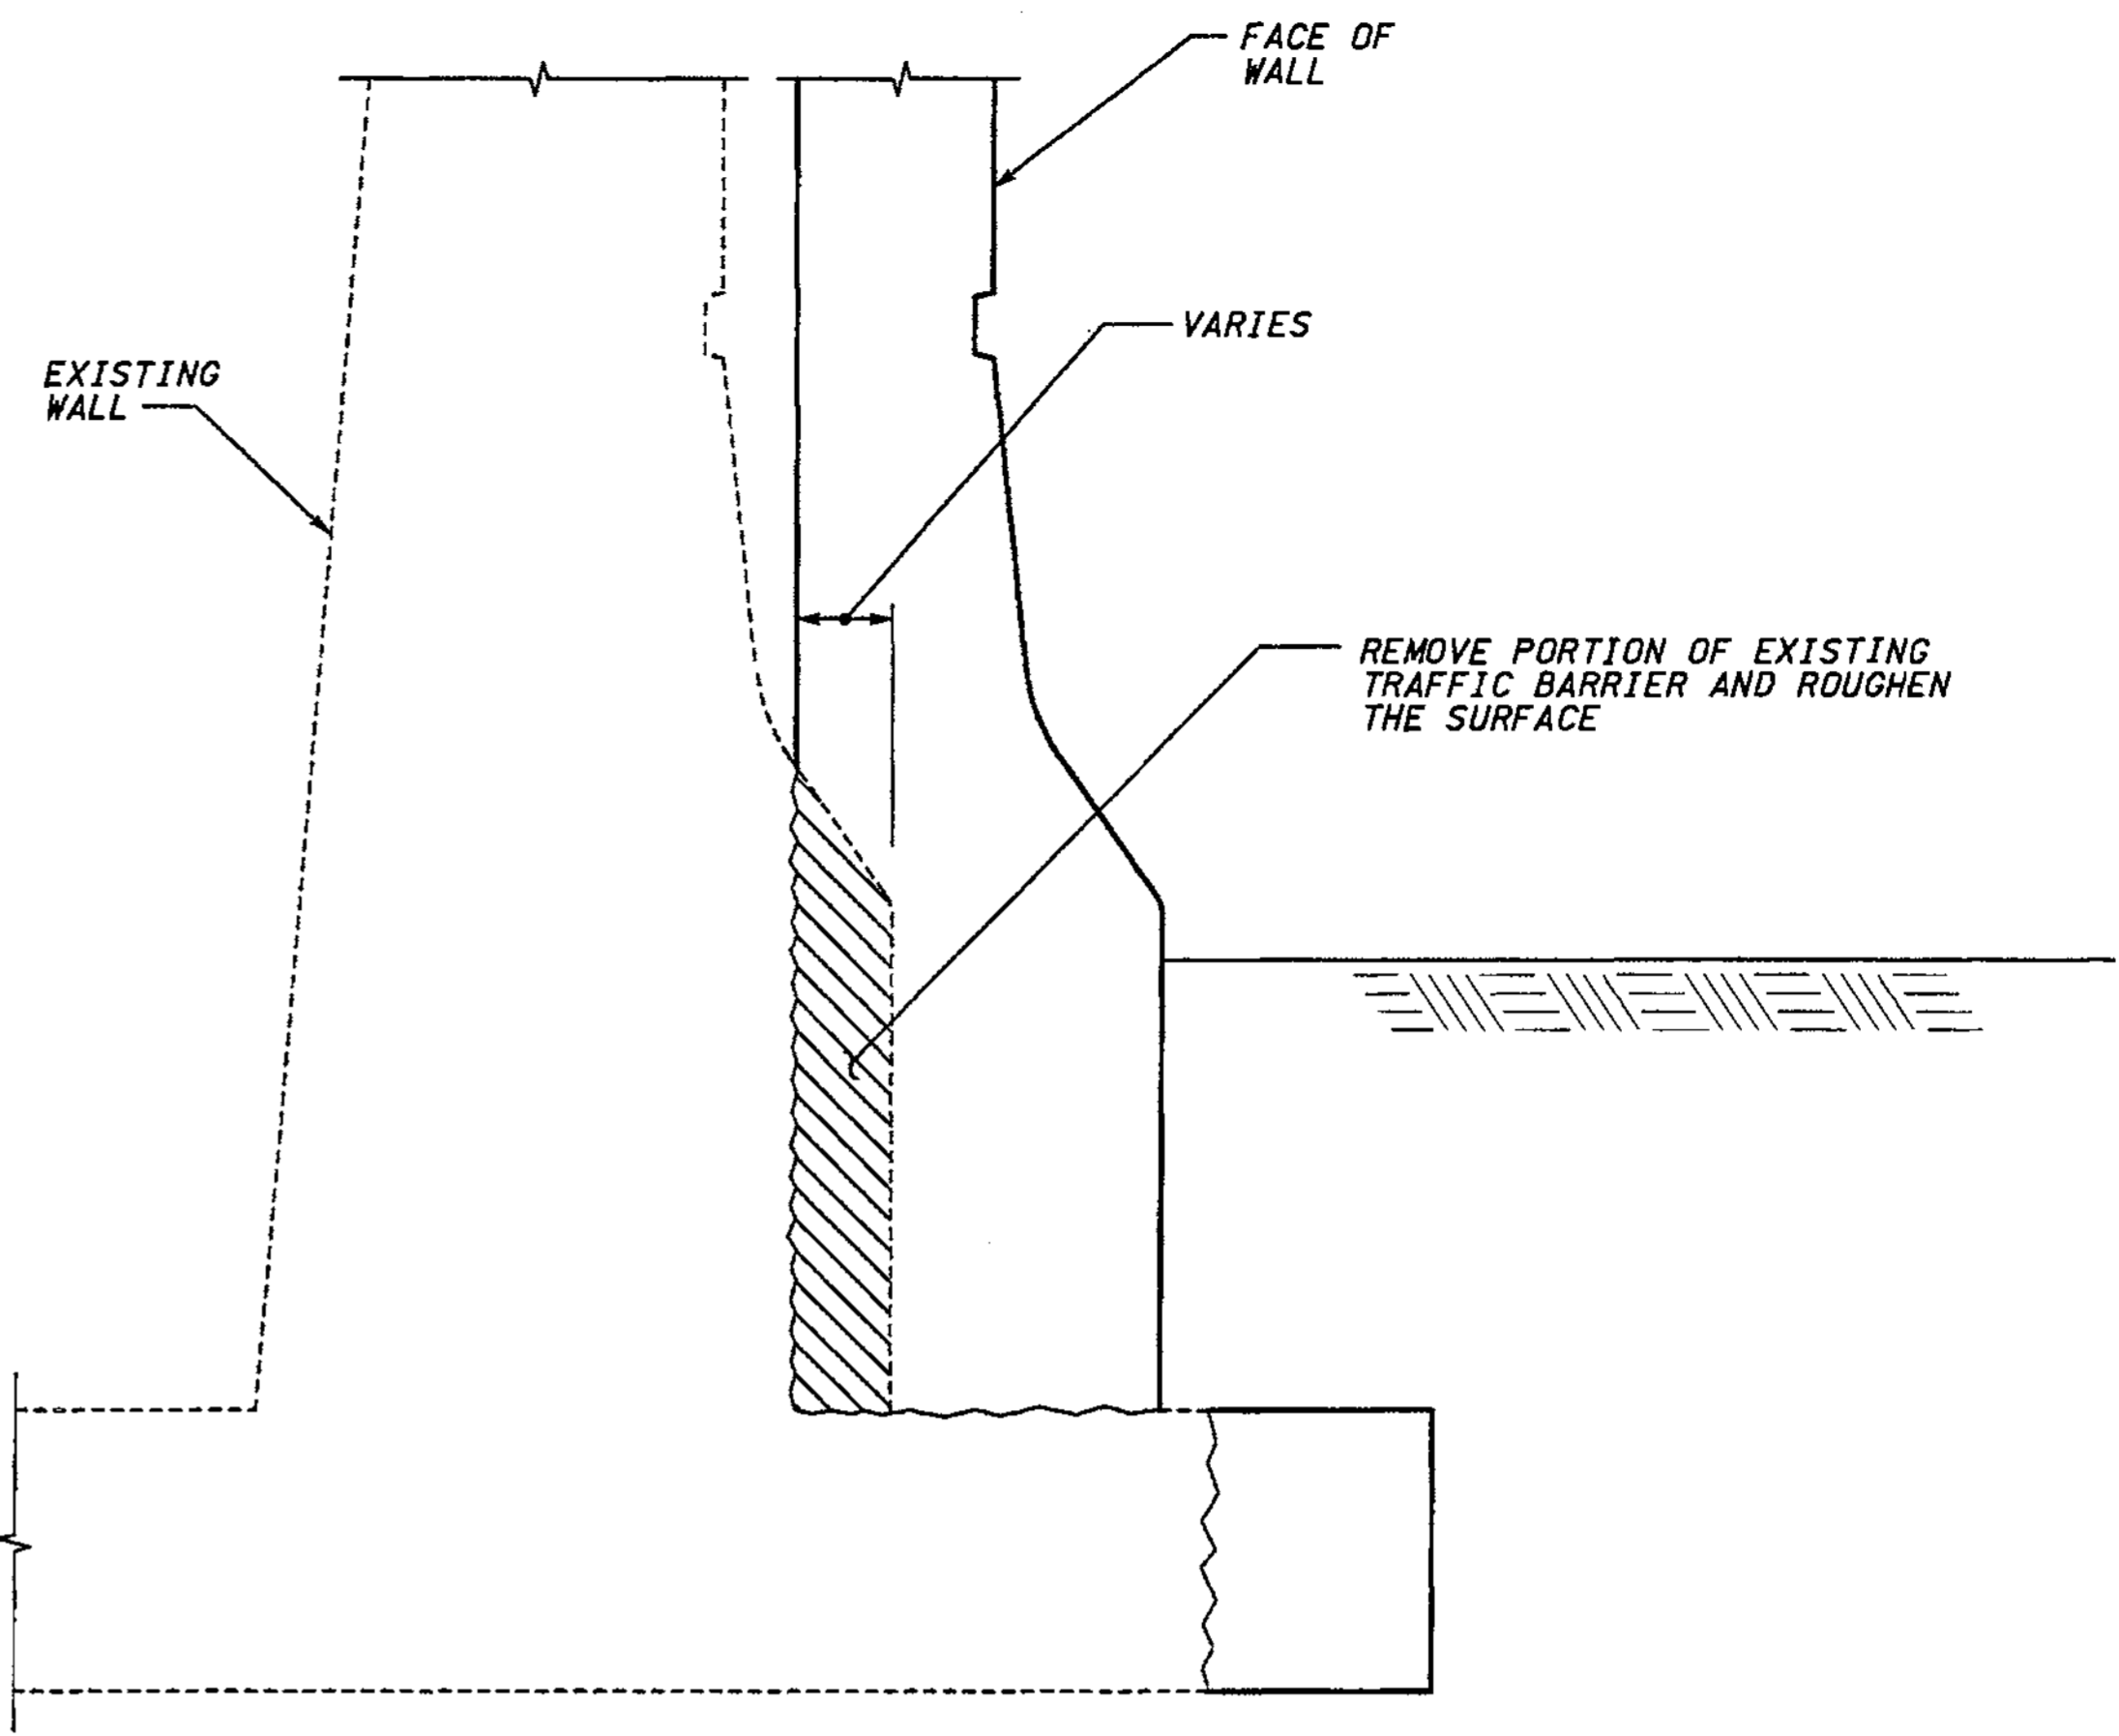 FACE OF
WALL
VARIES
EXISTING
WALL
REMOVE PORTION OF EXISTING
TRAFFIC BARRIER AND ROUGHEN
THE SURFACE